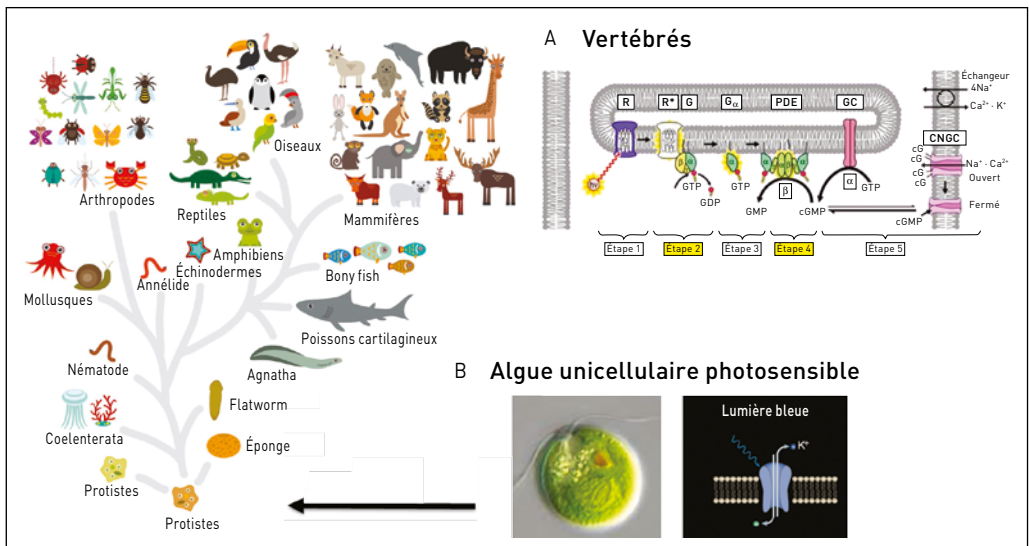 Oiseaux
Arthropodes
Reptiles
Mammifères
Amphibiens
Échinodermes
Mollusques
Annélide
Bony fish
Poissons cartilagineux
Nématode
Agnatha
Flatworm
Coelenterata
Éponge
Protistes
Protistes
A Vertébrés
Échangeur
4Na⁺
Ca²⁺ · K⁺
R R* G Gα PDE GC
CNGC
cG
cG
cG
cG
Na⁺ · Ca²⁺
Ouvert
Fermé
hν
β α α α β γ α
GTP GTP β α GTP
GDP
GMP cGMP cGMP
Étape 1 Étape 2 Étape 3 Étape 4 Étape 5
B Algue unicellulaire photosensible
Lumière bleue
K⁺